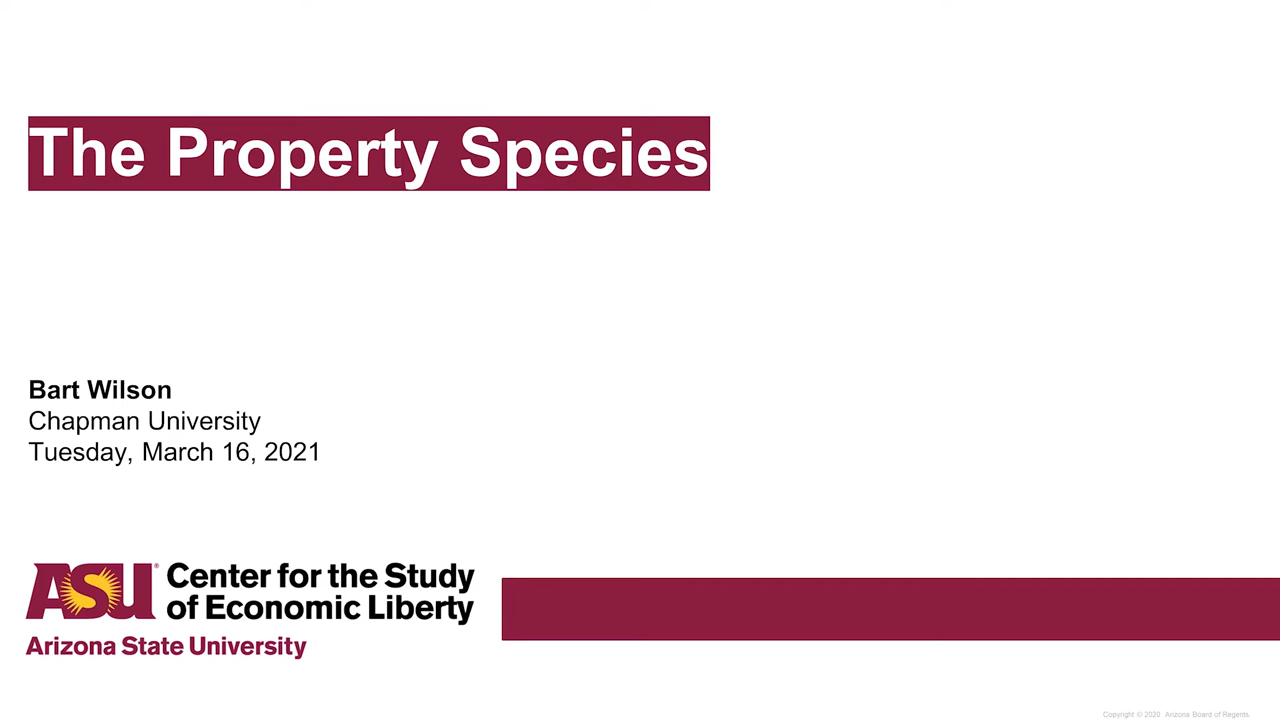 The Property Species
Bart Wilson
Chapman University
Tuesday, March 16, 2021
ASU® Center for the Study
of Economic Liberty
Arizona State University
Copyright © 2020 Arizona Board of Regents.